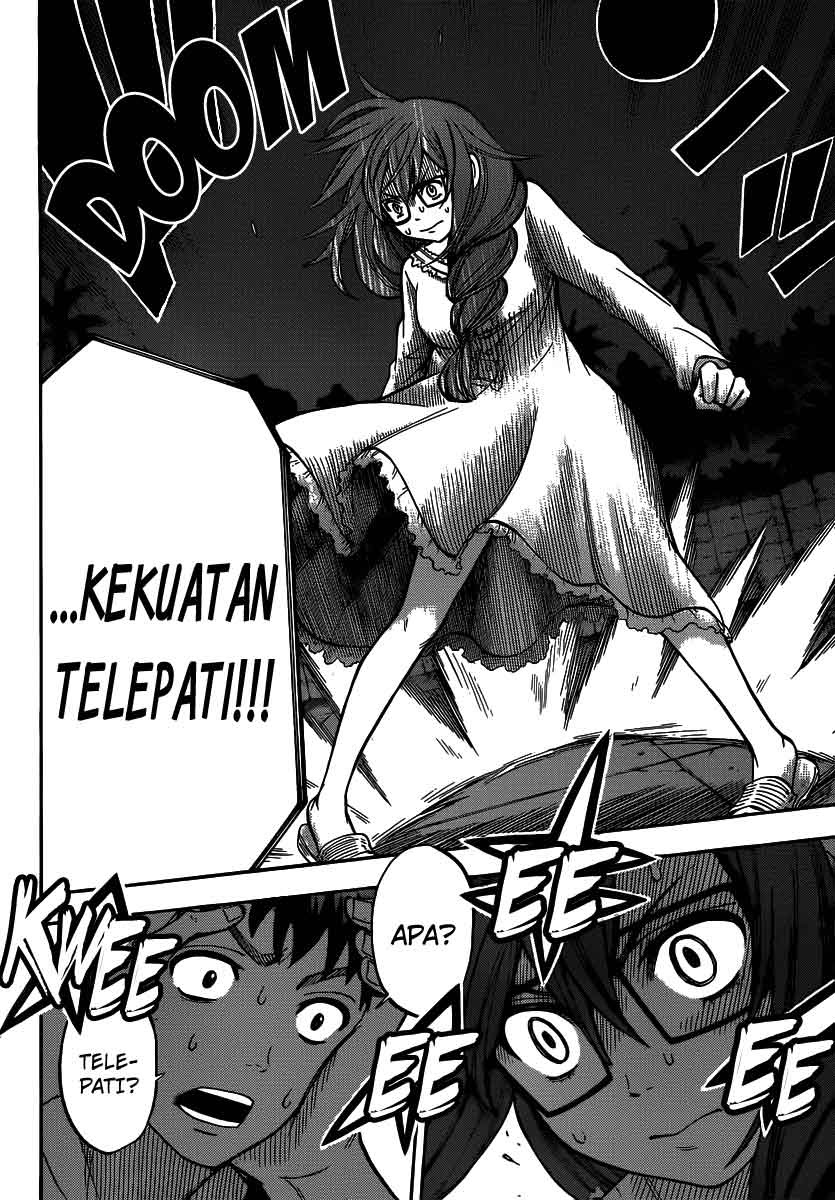 DOOM
...KEKUATAN
TELEPATI!!!
EE
APA?
KWEE
EE
EE
TELE-
PATI?